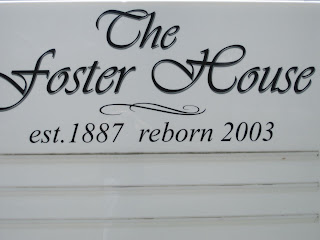 The
Foster House
est.1887 reborn 2003